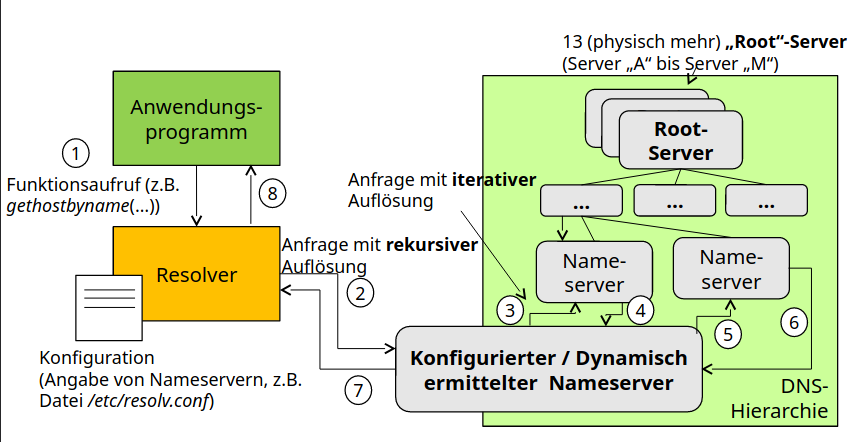 13 (physisch mehr) „Root“-Server
(Server „A“ bis Server „M“)
Anwendungs-
programm
Root-
Server
1
Funktionsaufruf (z.B.
gethostbyname(...))
8
Anfrage mit iterativer
Auflösung
...
...
...
Resolver
Anfrage mit rekursiver
Auflösung
Name-
server
Name-
server
2
3
4
5
6
Konfiguration
(Angabe von Nameservern, z.B.
Datei /etc/resolv.conf)
7
Konfigurierter / Dynamisch
ermittelter Nameserver
DNS-
Hierarchie